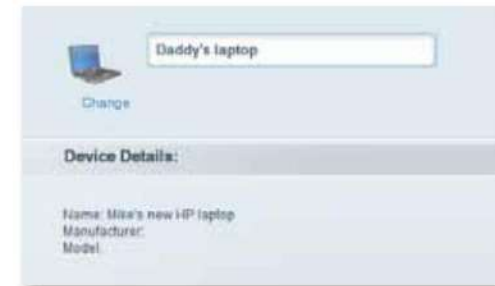 Daddy's laptop
Change
Device Details:
Name: Mike's new HP laptop
Manufacturer:
Model: